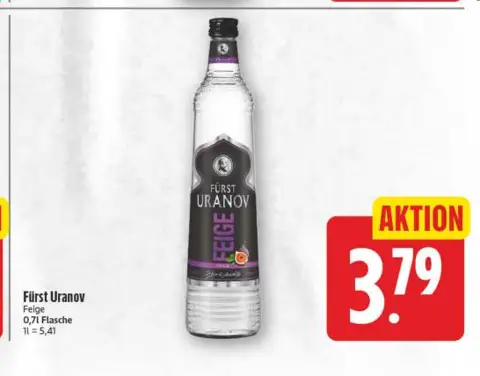 FÜRST
URANOV
FEIGE
Fürst Uranov
Feige
0,7l Flasche
1l = 5,41
AKTION
3.79